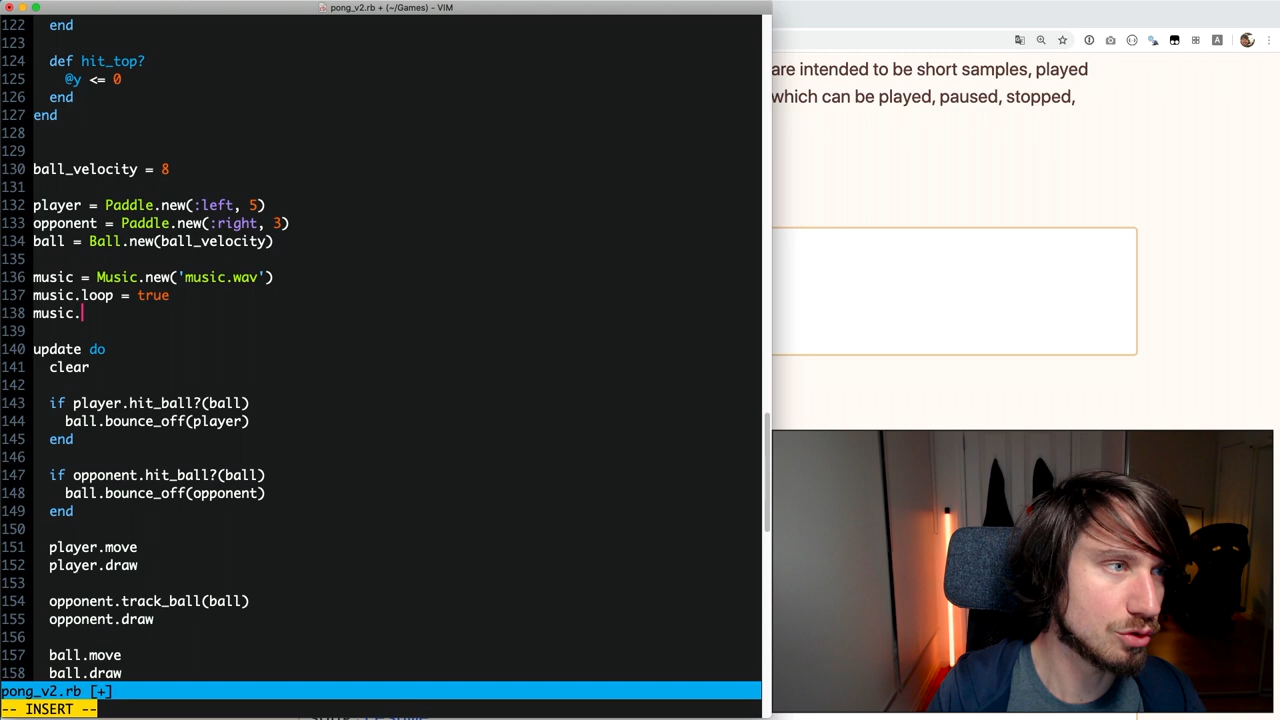 pong_v2.rb + (~/Games) - VIM
122 end
123
124 def hit_top?
125 @y <= 0
126 end
127 end
128
129
130 ball_velocity = 8
131
132 player = Paddle.new(:left, 5)
133 opponent = Paddle.new(:right, 3)
134 ball = Ball.new(ball_velocity)
135
136 music = Music.new('music.wav')
137 music.loop = true
138 music.
139
140 update do
141 clear
142
143 if player.hit_ball?(ball)
144 ball.bounce_off(player)
145 end
146
147 if opponent.hit_ball?(ball)
148 ball.bounce_off(opponent)
149 end
150
151 player.move
152 player.draw
153
154 opponent.track_ball(ball)
155 opponent.draw
156
157 ball.move
158 ball.draw
pong_v2.rb [+]
-- INSERT --
are intended to be short samples, played
which can be played, paused, stopped,